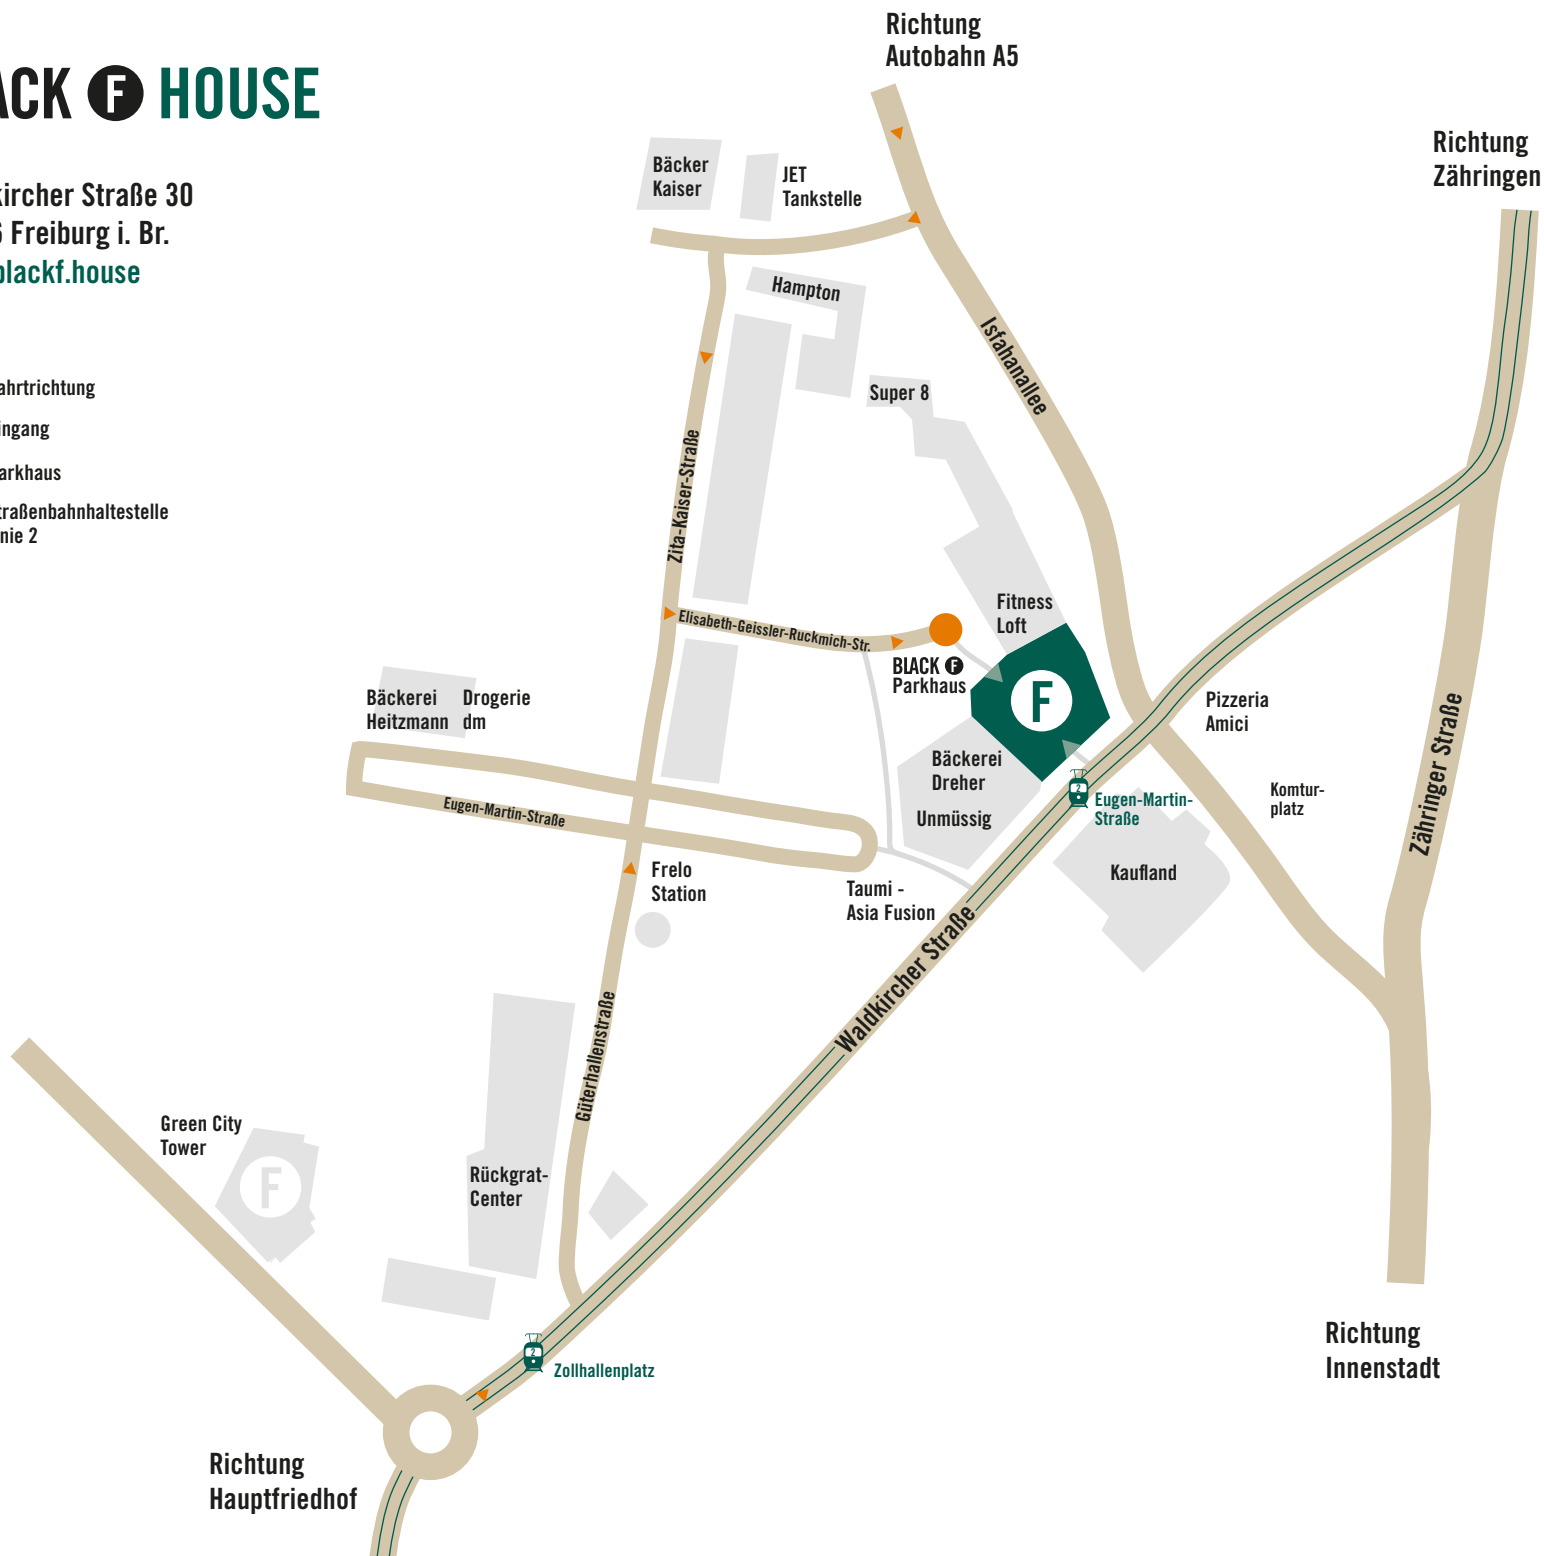 ACK F HOUSE
kircher Straße 30
6 Freiburg i. Br.
blackf.house
ahrtrichtung
ingang
arkhaus
traßenbahnhaltestelle
nie 2
Richtung
Autobahn A5
Richtung
Zähringen
Bäcker
Kaiser
JET
Tankstelle
Hampton
Super 8
Isfahanallee
Zita-Kaiser-Straße
Elisabeth-Geissler-Ruckmich-Str.
Fitness
Loft
BLACK F
Parkhaus
F
Bäckerei
Heitzmann
Drogerie
dm
Eugen-Martin-Straße
Bäckerei
Dreher
Unmüssig
Pizzeria
Amici
Komtur-
platz
Zähringer Straße
2
Eugen-Martin-
Straße
Kaufland
Frelo
Station
Taumi -
Asia Fusion
Waldkircher Straße
Güterhallenstraße
Green City
Tower
F
Rückgrat-
Center
2
Zollhallenplatz
Richtung
Innenstadt
Richtung
Hauptfriedhof